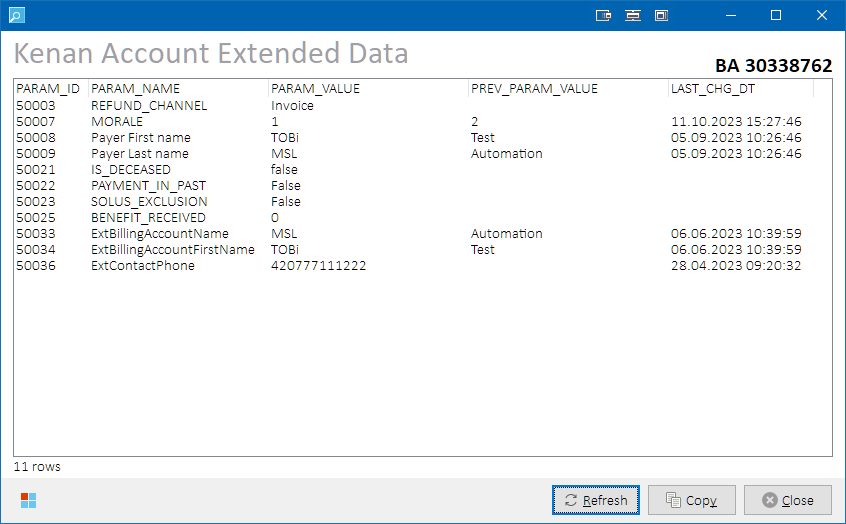 Kenan Account Extended Data
BA 30338762
PARAM_ID PARAM_NAME PARAM_VALUE PREV_PARAM_VALUE LAST_CHG_DT
50003 REFUND_CHANNEL Invoice
50007 MORALE 1 2 11.10.2023 15:27:46
50008 Payer First name TOBi Test 05.09.2023 10:26:46
50009 Payer Last name MSL Automation 05.09.2023 10:26:46
50021 IS_DECEASED false
50022 PAYMENT_IN_PAST False
50023 SOLUS_EXCLUSION False
50025 BENEFIT_RECEIVED 0
50033 ExtBillingAccountName MSL Automation 06.06.2023 10:39:59
50034 ExtBillingAccountFirstName TOBi Test 06.06.2023 10:39:59
50036 ExtContactPhone 420777111222 28.04.2023 09:20:32
11 rows
Refresh Copy Close